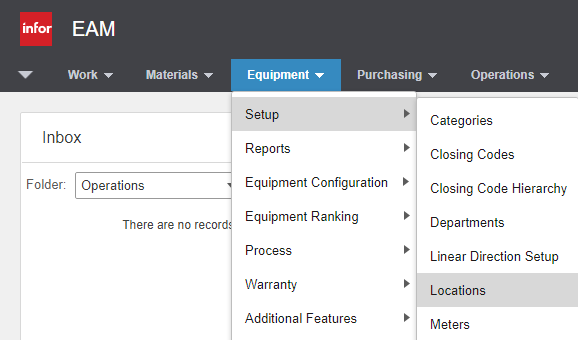 infor EAM
Work Materials Equipment Purchasing Operations
Inbox
Folder: Operations
There are no records
Setup
Reports
Equipment Configuration
Equipment Ranking
Process
Warranty
Additional Features
Categories
Closing Codes
Closing Code Hierarchy
Departments
Linear Direction Setup
Locations
Meters